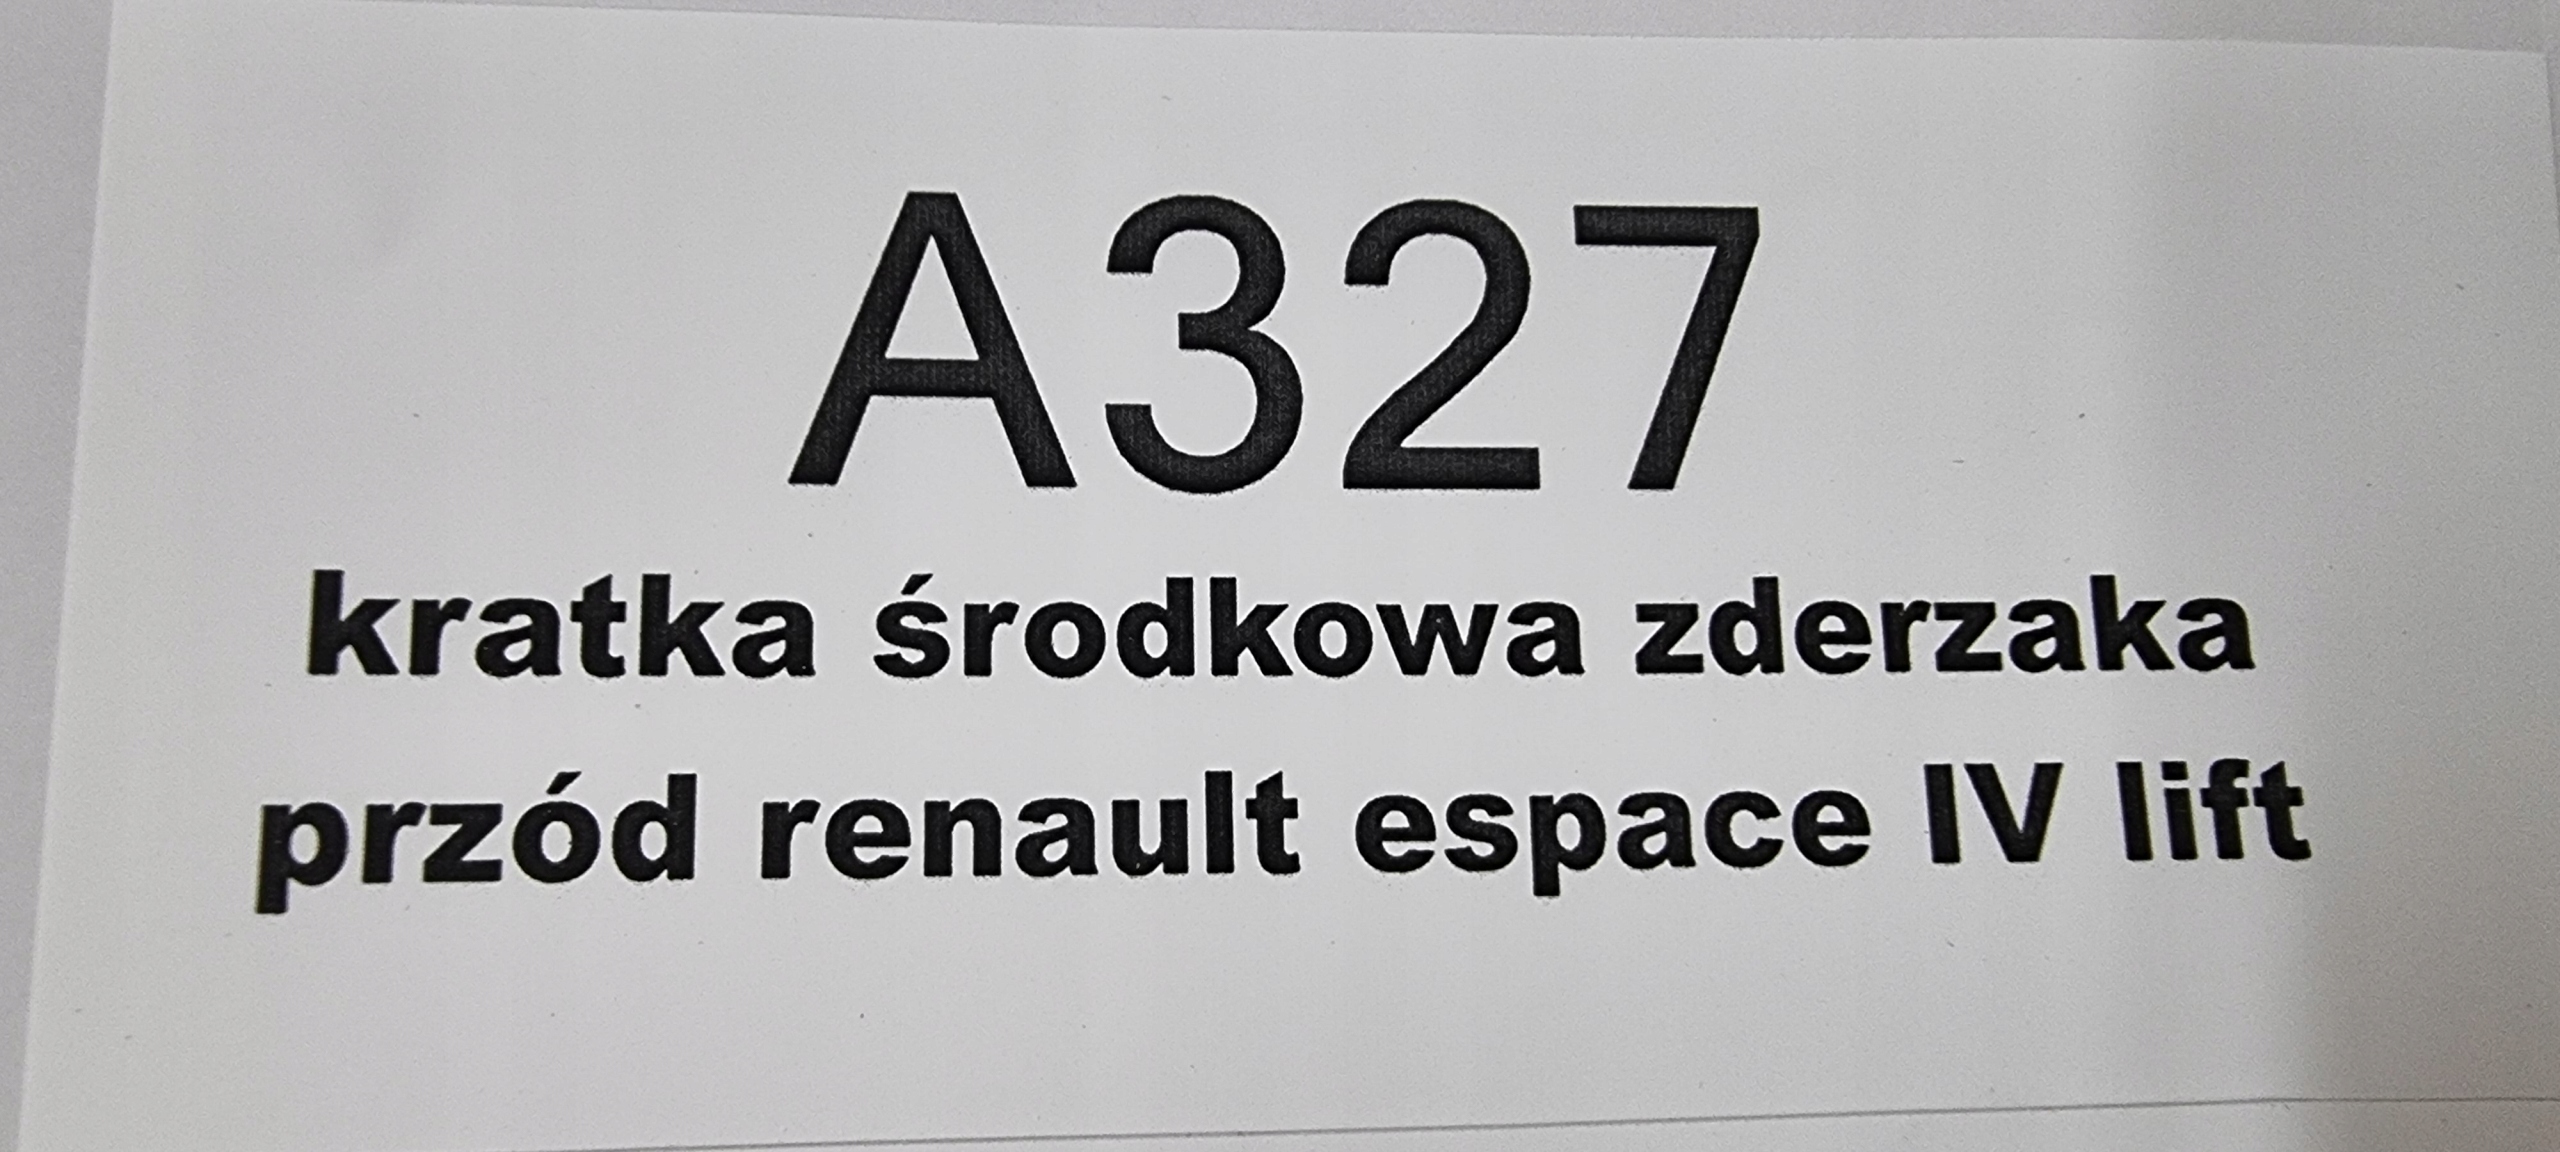 A327
kratka środkowa zderzaka
przód renault espace IV lift